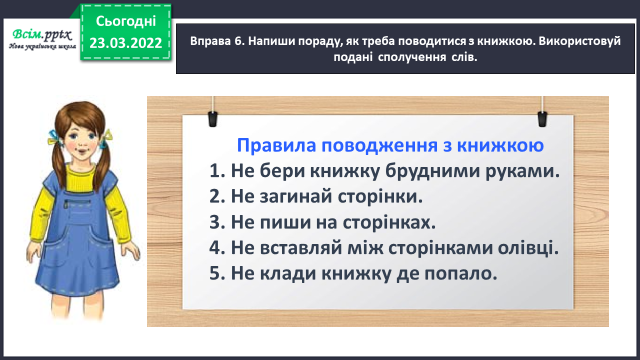 Всім.pptx
Нова українська школа
Сьогодні
23.03.2022
Вправа 6. Напиши пораду, як треба поводитися з книжкою. Використовуй
подані сполучення слів.
Правила поводження з книжкою
1. Не бери книжку брудними руками.
2. Не загинай сторінки.
3. Не пиши на сторінках.
4. Не вставляй між сторінками олівці.
5. Не клади книжку де попало.